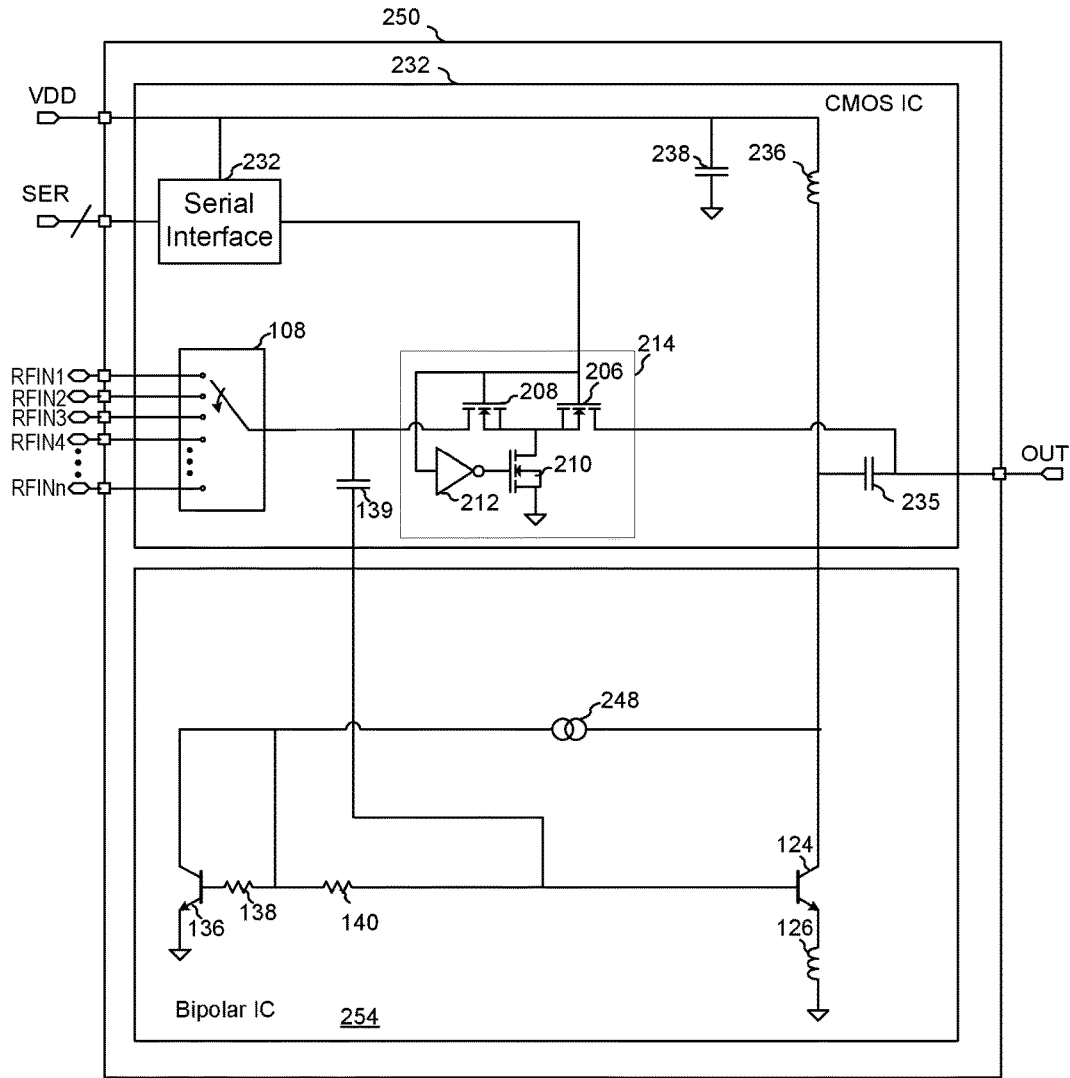 250
232
VDD
CMOS IC
238
236
232
SER
Serial
Interface
108
214
RFIN1
RFIN2
RFIN3
RFIN4
RFINn
208
206
210
212
139
OUT
235
248
124
138
136
140
126
Bipolar IC
254